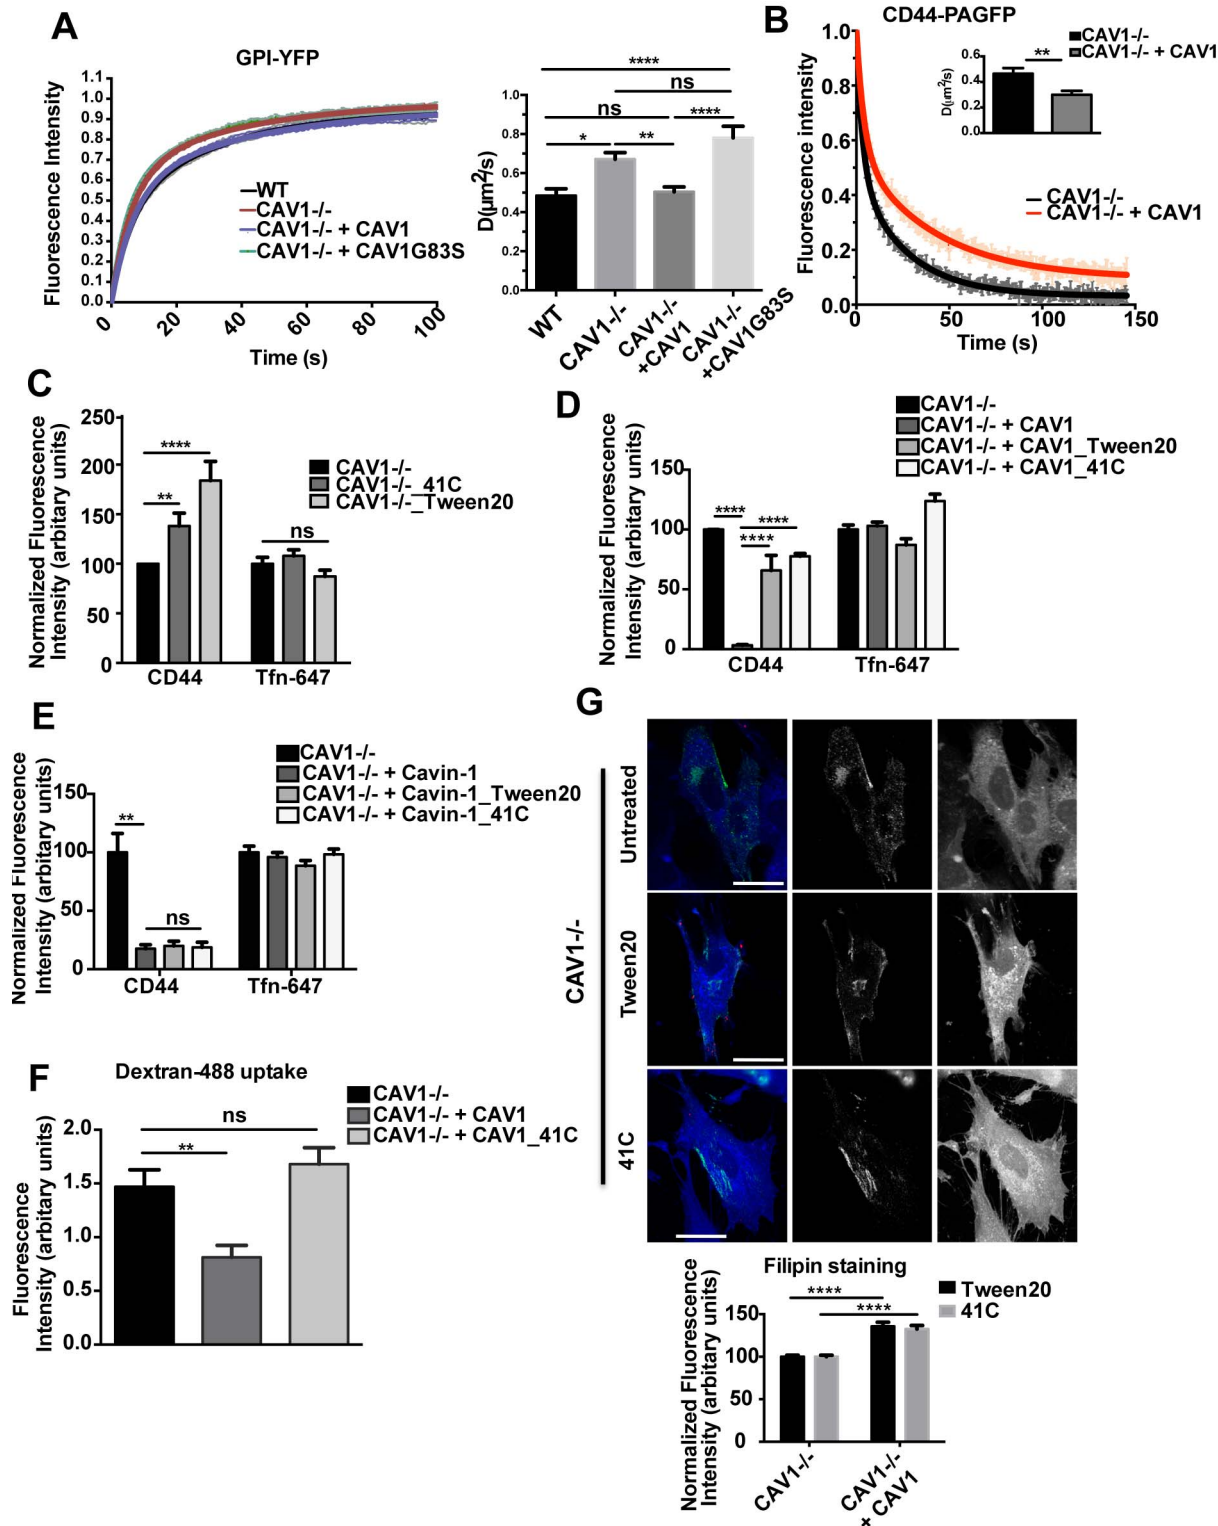 A
GPI-YFP
Fluorescence Intensity
1.1
1.0
0.9
0.8
0.7
0.6
0.5
0.4
0.3
0.2
0.1
0.0
0
20
40
60
80
100
Time (s)
WT
CAV1-/-
CAV1-/- + CAV1
CAV1-/- + CAV1G83S
D(µm²/s)
1.0
0.8
0.6
0.4
0.2
0.0
****
ns
ns
****
*
**
WT
CAV1-/-
CAV1-/-
+CAV1
CAV1-/-
+CAV1G83S
B
CD44-PAGFP
Fluorescence intensity
1.0
0.8
0.6
0.4
0.2
0.0
0
50
100
150
Time (s)
CAV1-/-
CAV1-/- + CAV1
D(µm²/s)
0.6
0.4
0.2
0.0
**
CAV1-/-
CAV1-/- + CAV1
C
Normalized Fluorescence
Intensity (arbitary units)
250
200
150
100
50
0
****
**
ns
CD44
Tfn-647
CAV1-/-
CAV1-/-_41C
CAV1-/-_Tween20
D
Normalized Fluorescence
Intensity (arbitary units)
150
100
50
0
****
****
****
CD44
Tfn-647
CAV1-/-
CAV1-/- + CAV1
CAV1-/- + CAV1_Tween20
CAV1-/- + CAV1_41C
E
Normalized Fluorescence
Intensity (arbitary units)
150
100
50
0
**
ns
CD44
Tfn-647
CAV1-/-
CAV1-/- + Cavin-1
CAV1-/- + Cavin-1_Tween20
CAV1-/- + Cavin-1_41C
F
Dextran-488 uptake
Fluorescence
Intensity (arbitary units)
2.0
1.5
1.0
0.5
0.0
ns
**
CAV1-/-
CAV1-/- + CAV1
CAV1-/- + CAV1_41C
G
CAV1-/-
Untreated
Tween20
41C
Filipin staining
Normalized Fluorescence
Intensity (arbitary units)
150
100
50
0
****
****
Tween20
41C
CAV1-/-
CAV1-/-
+ CAV1